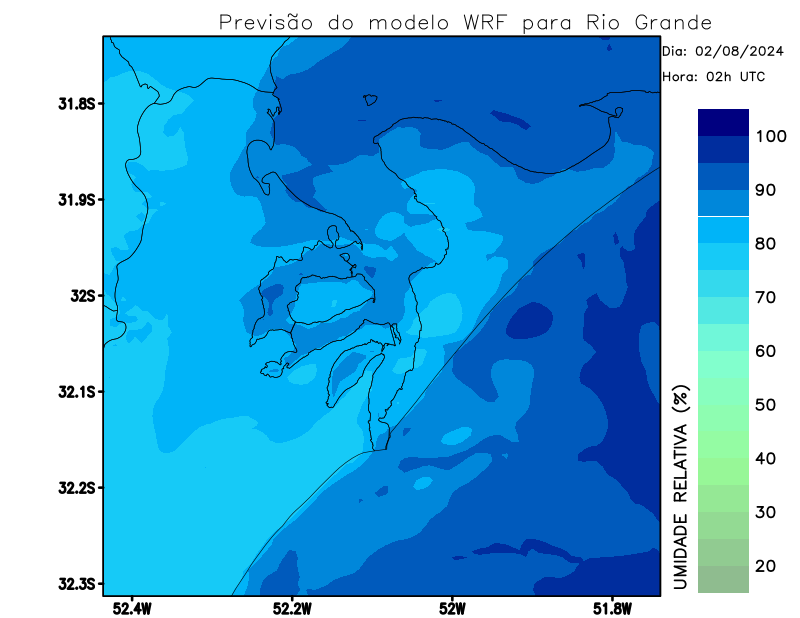 Previsão do modelo WRF para Rio Grande
Dia: 02/08/2024
Hora: 02h UTC
31.8S
31.9S
32S
32.1S
32.2S
32.3S
52.4W
52.2W
52W
51.8W
UMIDADE RELATIVA (%)
100
90
80
70
60
50
40
30
20